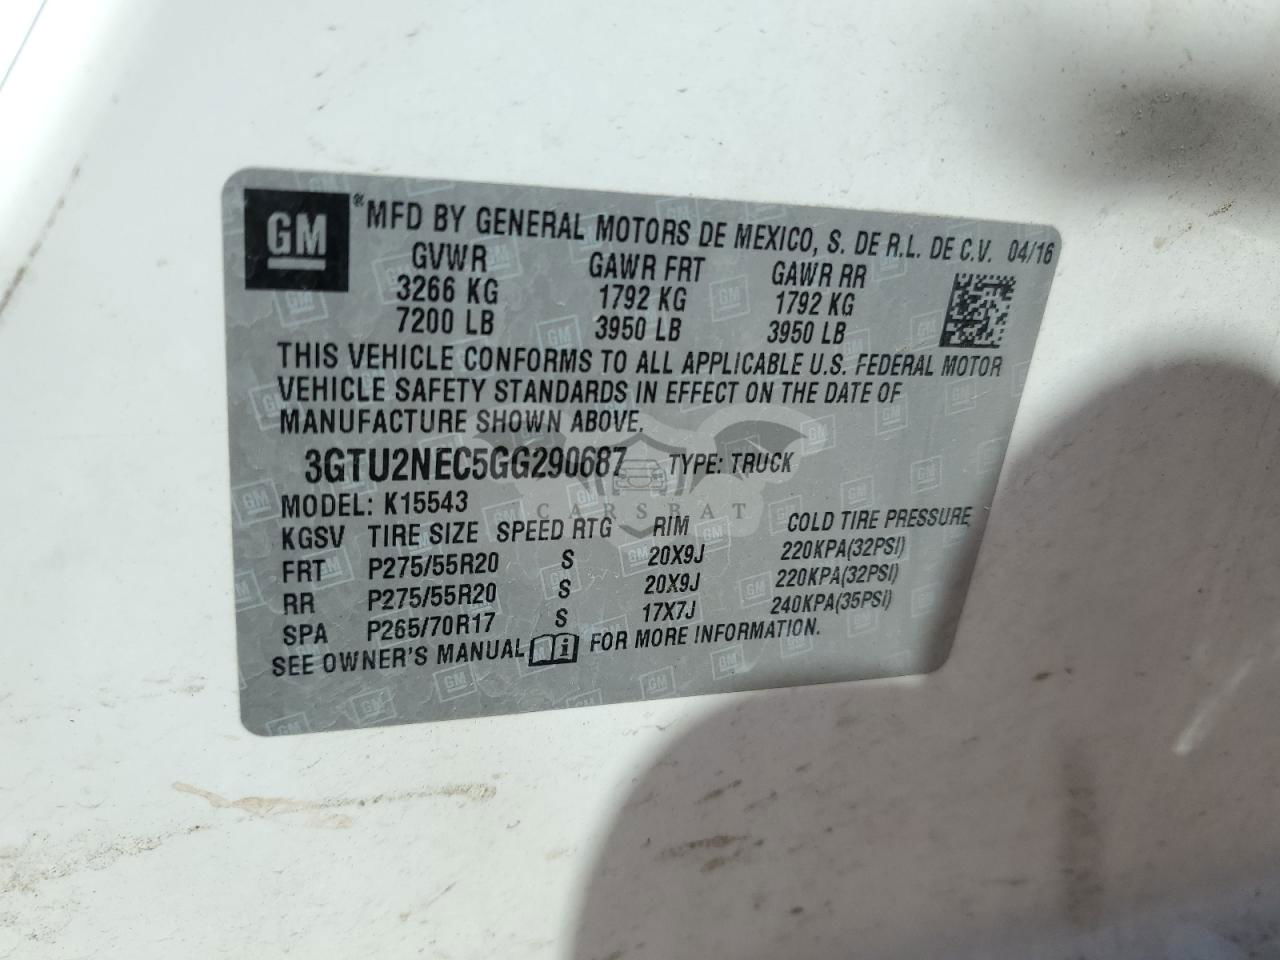 GM ® MFD BY GENERAL MOTORS DE MEXICO, S. DE R.L. DE C.V. 04/16
GVWR GAWR FRT GAWR RR
3266 KG 1792 KG 1792 KG
7200 LB 3950 LB 3950 LB
THIS VEHICLE CONFORMS TO ALL APPLICABLE U.S. FEDERAL MOTOR
VEHICLE SAFETY STANDARDS IN EFFECT ON THE DATE OF
MANUFACTURE SHOWN ABOVE.
3GTU2NEC5GG290687 TYPE: TRUCK
MODEL: K15543
CARSBAT
KGSV TIRE SIZE SPEED RTG RIM COLD TIRE PRESSURE
FRT P275/55R20 S 20X9J 220KPA(32PSI)
RR P275/55R20 S 20X9J 220KPA(32PSI)
SPA P265/70R17 S 17X7J 240KPA(35PSI)
SEE OWNER'S MANUAL i FOR MORE INFORMATION.